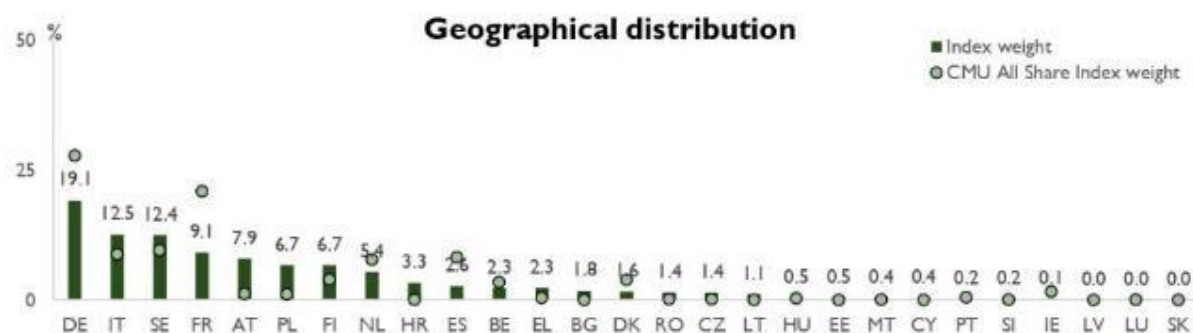 Geographical distribution
%
50
25
0
Index weight
CMU All Share Index weight
19.1 12.5 12.4 9.1 7.9 6.7 6.7 5.4 3.3 2.6 2.3 2.3 1.8 1.6 1.4 1.4 1.1 0.5 0.5 0.4 0.4 0.2 0.2 0.1 0.0 0.0 0.0
DE IT SE FR AT PL FI NL HR ES BE EL BG DK RO CZ LT HU EE MT CY PT SI IE LV LU SK